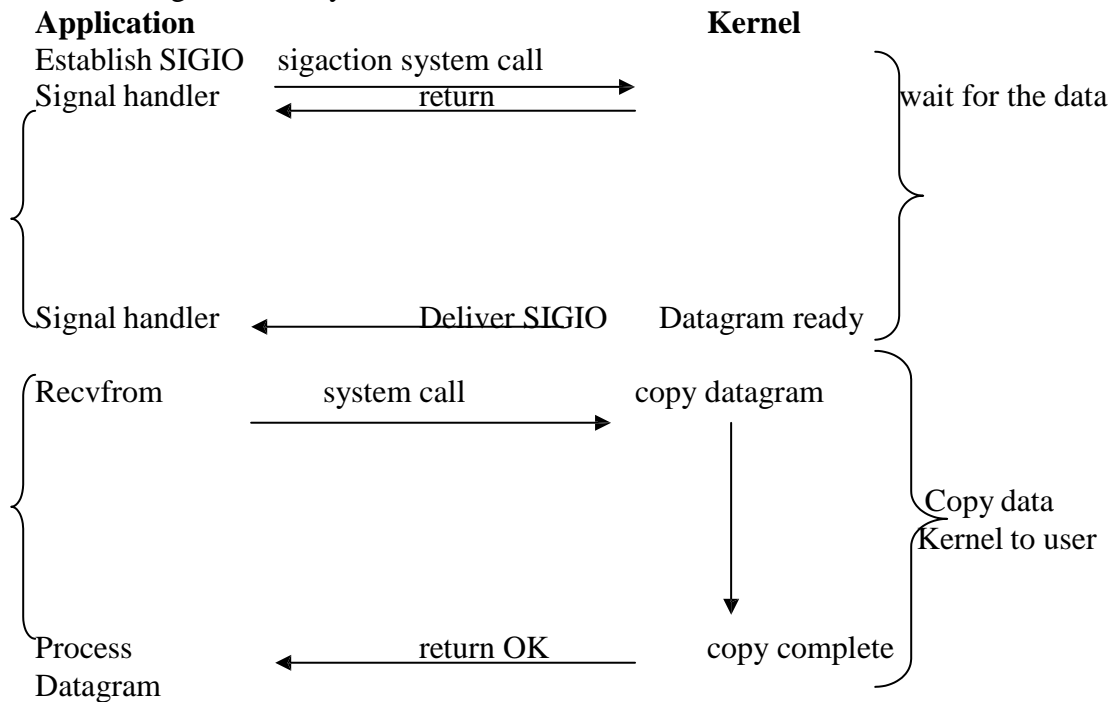 Application Kernel
Establish SIGIO sigaction system call
Signal handler return wait for the data
Signal handler Deliver SIGIO Datagram ready
Recvfrom system call copy datagram
Copy data
Kernel to user
Process return OK copy complete
Datagram